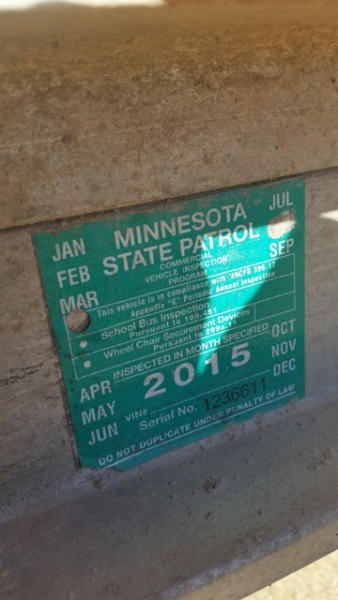 JAN
FEB
MAR
MINNESOTA
STATE PATROL
COMMERCIAL
VEHICLE INSPECTION
PROGRAM
JUL
SEP
This vehicle is in compliance with 49CFR 396.17
Appendix "G" Periodic Annual Inspection
School Bus Inspection
Pursuant to 169.451
Wheel Chair Securement Devices
Pursuant to
INSPECTED IN MONTH SPECIFIED
2015
APR
MAY
JUN
OCT
NOV
DEC
VIN#
Serial No. 1236611
DO NOT DUPLICATE UNDER PENALTY OF LAW